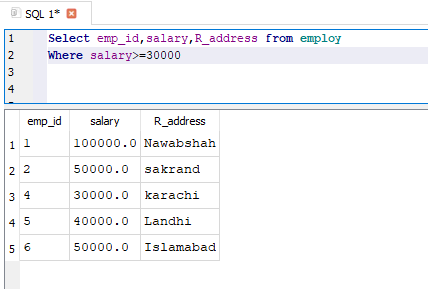 SQL 1*
1 Select emp_id,salary,R_address from employ
2 Where salary>=30000
3
4
emp_id salary R_address
1 1 100000.0 Nawabshah
2 2 50000.0 sakrand
3 4 30000.0 karachi
4 5 40000.0 Landhi
5 6 50000.0 Islamabad